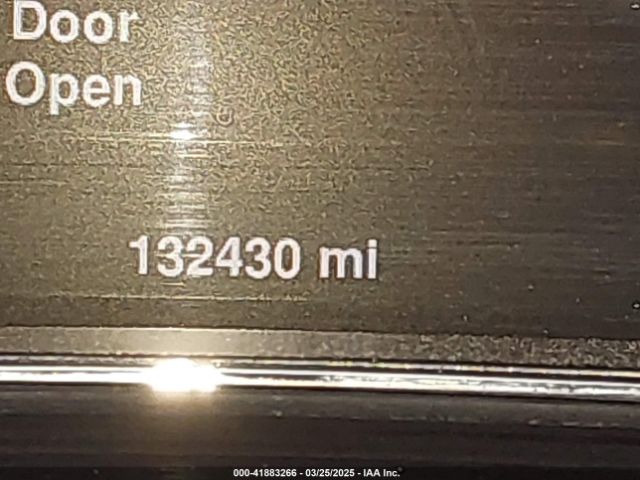 Door
Open
132430 mi
000-41883266 - 03/25/2025 - IAA Inc.